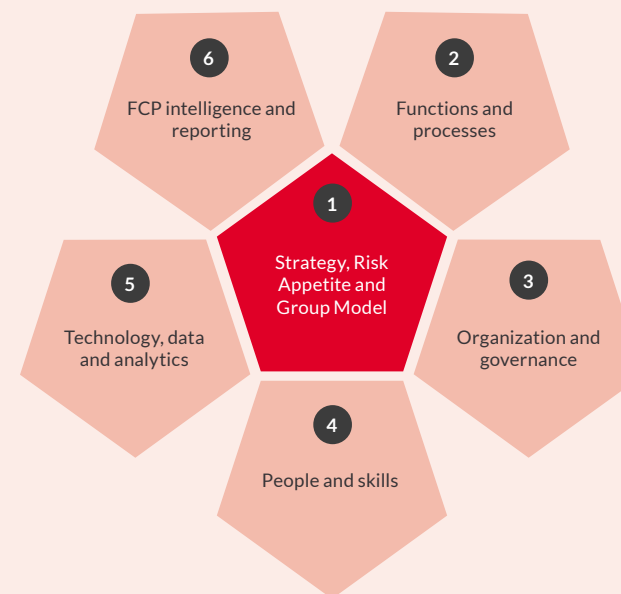 6
FCP intelligence and
reporting
2
Functions and
processes
1
Strategy, Risk
Appetite and
Group Model
5
Technology, data
and analytics
3
Organization and
governance
4
People and skills